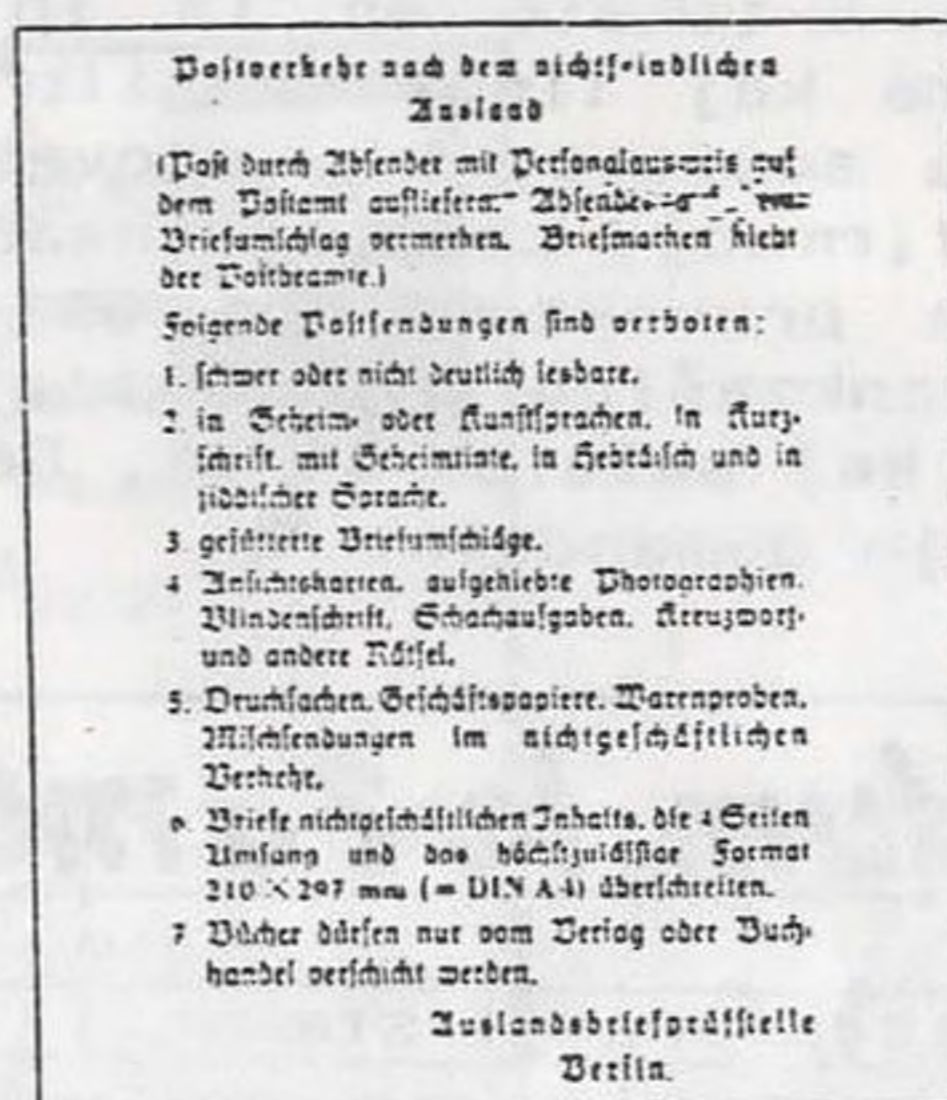 Postverkehr nach dem nichtfeindlichen
Ausland
(Post durch Absender mit Personalausweis auf
dem Postamt aufliefern. Absender auf
Briefumschlag vermerken. Briefmarken klebt
der Postbeamte.)
Folgende Postsendungen sind verboten:
1. schwer oder nicht deutlich lesbare.
2. in Geheim- oder Kunstsprachen, in Kurz-
schrift, mit Geheimtinte, in Hebräisch und in
jiddischer Sprache.
3. gefütterte Briefumschläge.
4 Ansichtskarten, aufgeklebte Photographien,
Blindenschrift, Schachaufgaben, Kreuzwort-
und andere Rätsel.
5. Drucksachen, Geschäftspapiere, Warenproben,
Mischsendungen im nichtgeschäftlichen
Verkehr.
6. Briefe nichtgeschäftlichen Inhalts, die 4 Seiten
Umfang und das höchstzulässige Format
210 × 297 mm (= DIN A 4) überschreiten.
7 Bücher dürfen nur vom Verlag oder Buch-
handel verschickt werden.
Auslandsbriefprüfstelle
Berlin.